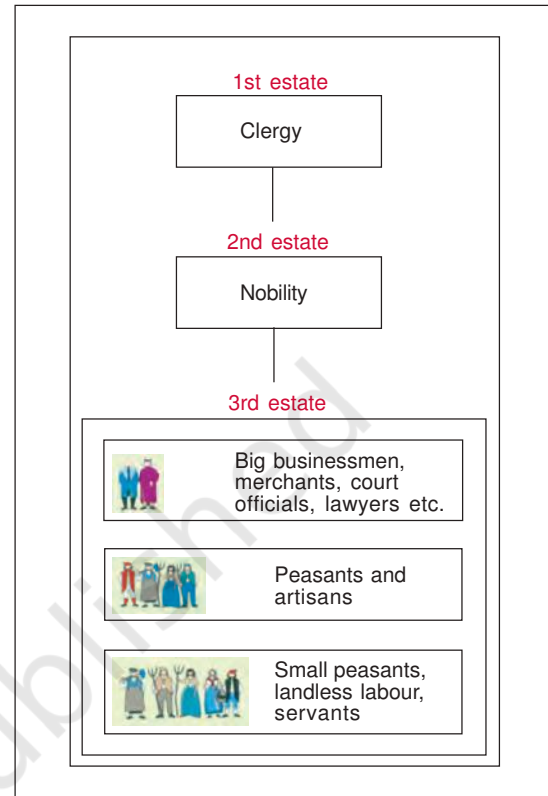 1st estate
Clergy
2nd estate
Nobility
3rd estate
Big businessmen,
merchants, court
officials, lawyers etc.
Peasants and
artisans
Small peasants,
landless labour,
servants
ublished